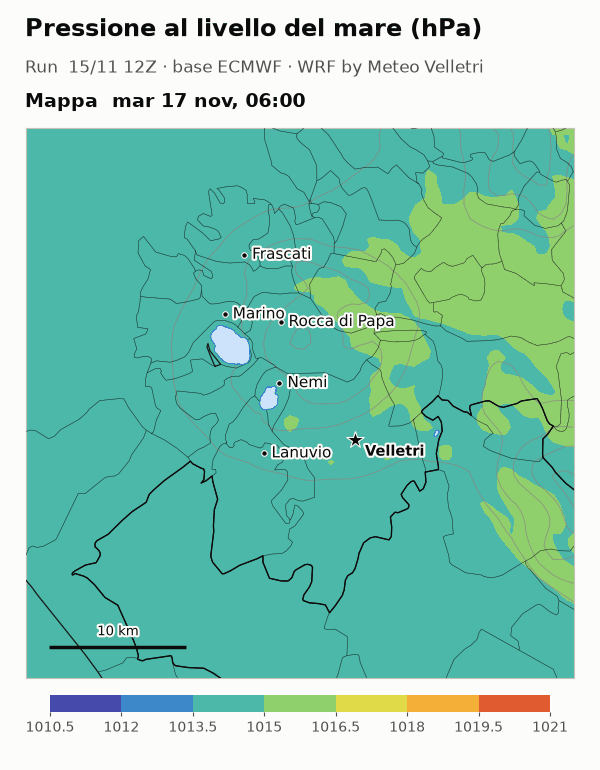 Pressione al livello del mare (hPa)
Run  15/11 12Z · base ECMWF · WRF by Meteo Velletri
Mappa  mar 17 nov, 06:00
Frascati
Marino
Rocca di Papa
Nemi
Velletri
Lanuvio
10 km
1010.5 1012 1013.5 1015 1016.5 1018 1019.5 1021